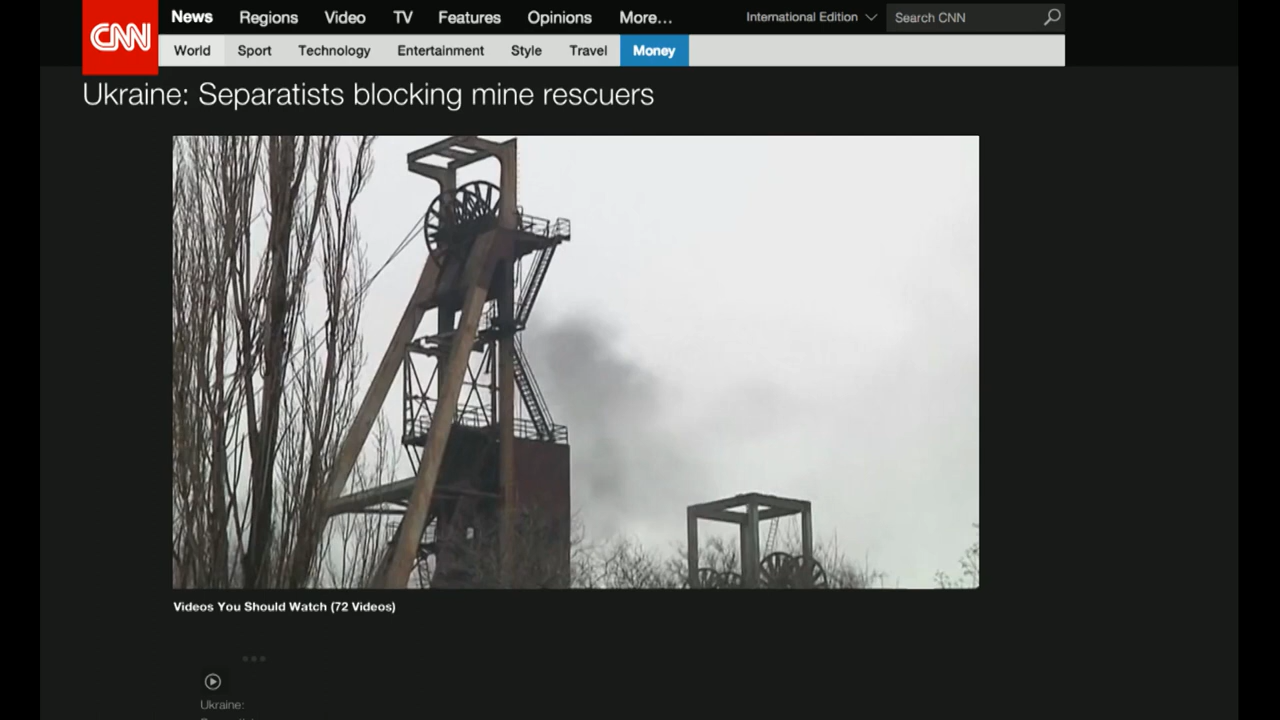 CNN
News Regions Video TV Features Opinions More... International Edition Search CNN
World Sport Technology Entertainment Style Travel Money
Ukraine: Separatists blocking mine rescuers
Videos You Should Watch (72 Videos)
Ukraine: